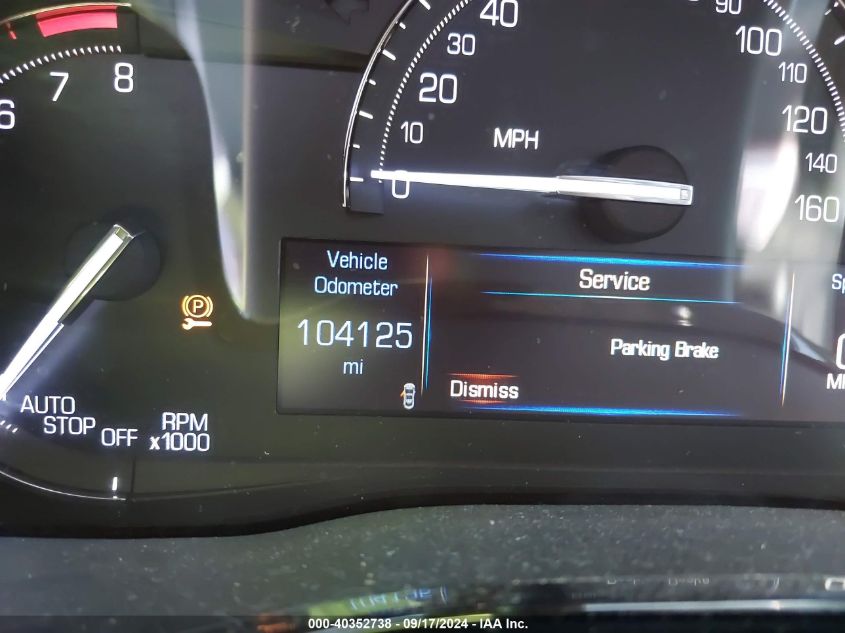 40
90
30
100
7
8
110
20
6
120
10
MPH
140
0
160
Vehicle
Odometer
Service
104125
Parking Brake
mi
P
Dismiss
AUTO
STOP
OFF
RPM
x1000
000-40352738 - 09/17/2024 - IAA Inc.